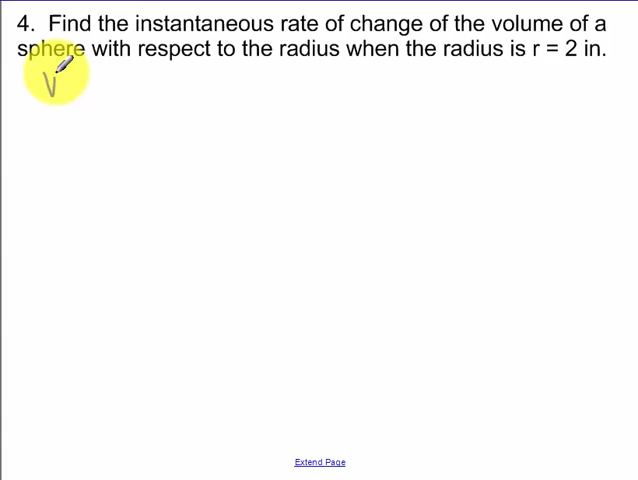 4. Find the instantaneous rate of change of the volume of a
sphere with respect to the radius when the radius is r = 2 in.
V
Extend Page